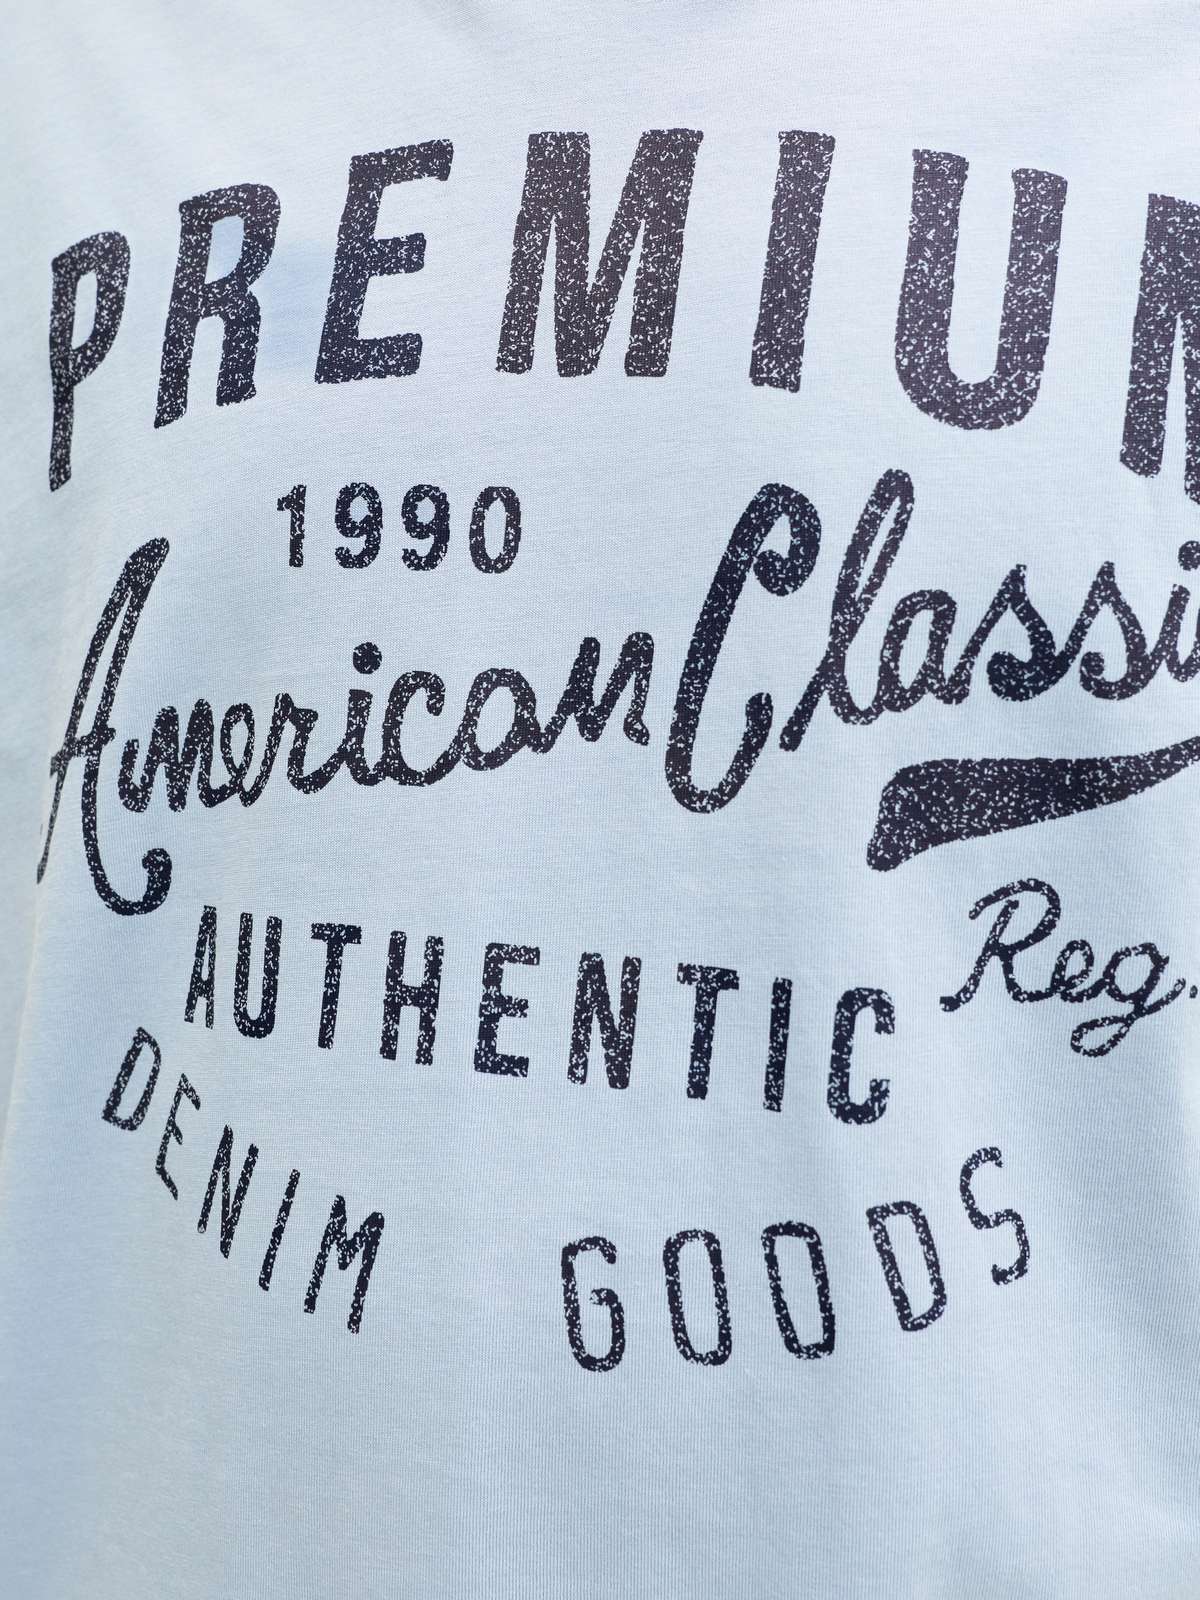 PREMIUM
1990
American Classi
Reg.
AUTHENTIC
DENIM GOODS